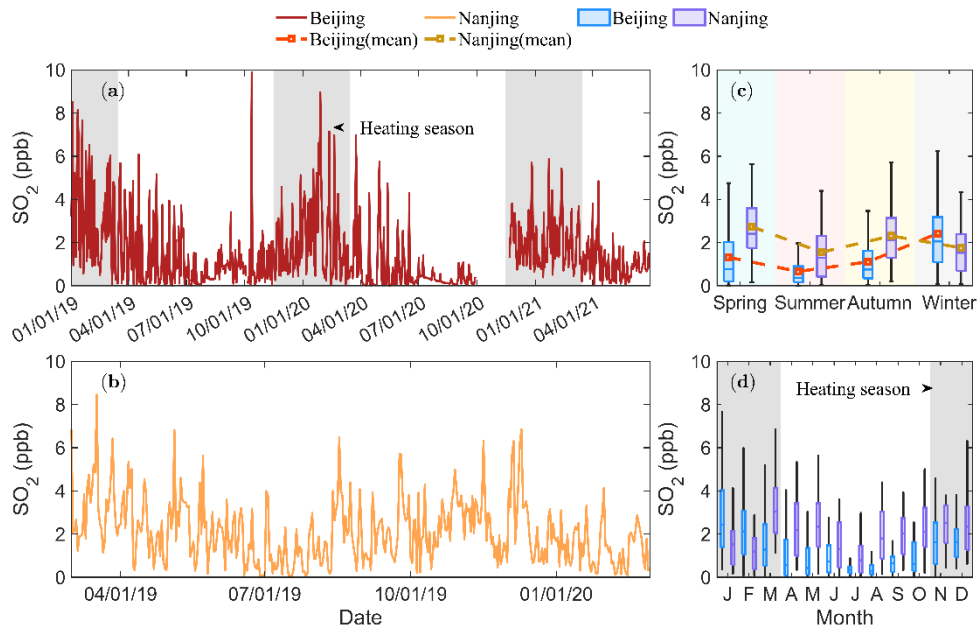 Beijing Nanjing Beijing Nanjing
Beijing(mean) Nanjing(mean)
(a)
Heating season
SO2 (ppb)
10
8
6
4
2
0
01/01/19 04/01/19 07/01/19 10/01/19 01/01/20 04/01/20 07/01/20 10/01/20 01/01/21 04/01/21
(c)
SO2 (ppb)
10
8
6
4
2
0
Spring Summer Autumn Winter
(b)
SO2 (ppb)
10
8
6
4
2
0
04/01/19 07/01/19 10/01/19 01/01/20
Date
(d)
Heating season
SO2 (ppb)
10
8
6
4
2
0
J F M A M J J A S O N D
Month